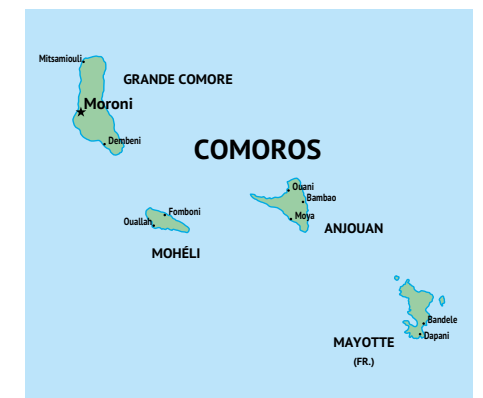 Mitsamiouli
GRANDE COMORE
Moroni
Dembeni
COMOROS
Ouani
Bambao
Fomboni
Ouallah
Moya
ANJOUAN
MOHÉLI
Bandele
Dapani
MAYOTTE
(FR.)